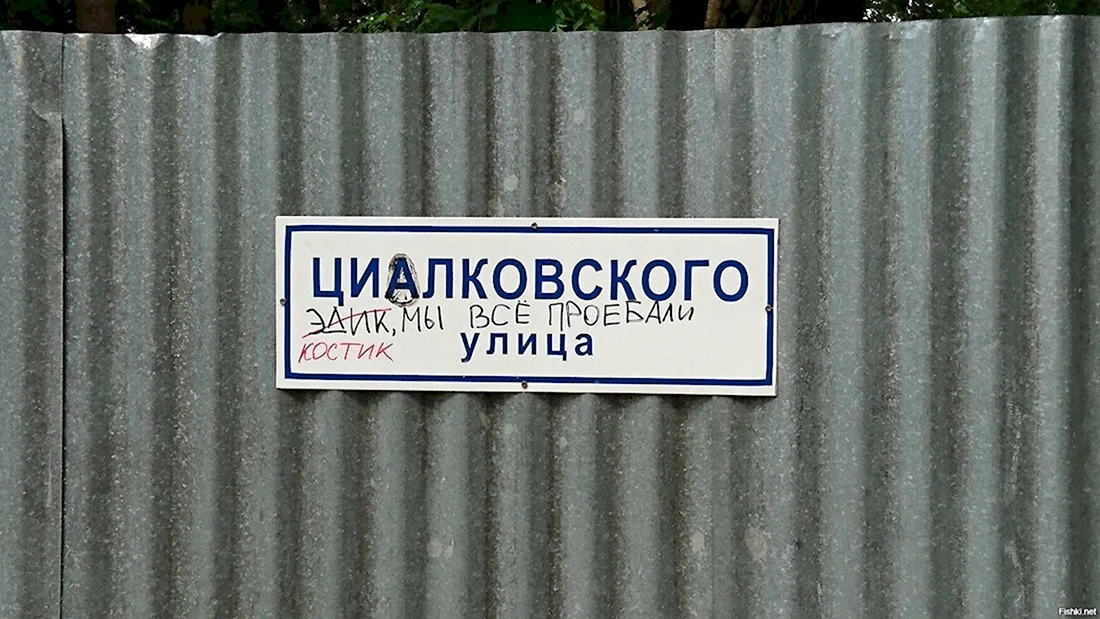 ЦИАЛКОВСКОГО
ЭДИК, МЫ ВСЁ ПРОЕБАЛИ
КОСТИК
улица
Fishki.net